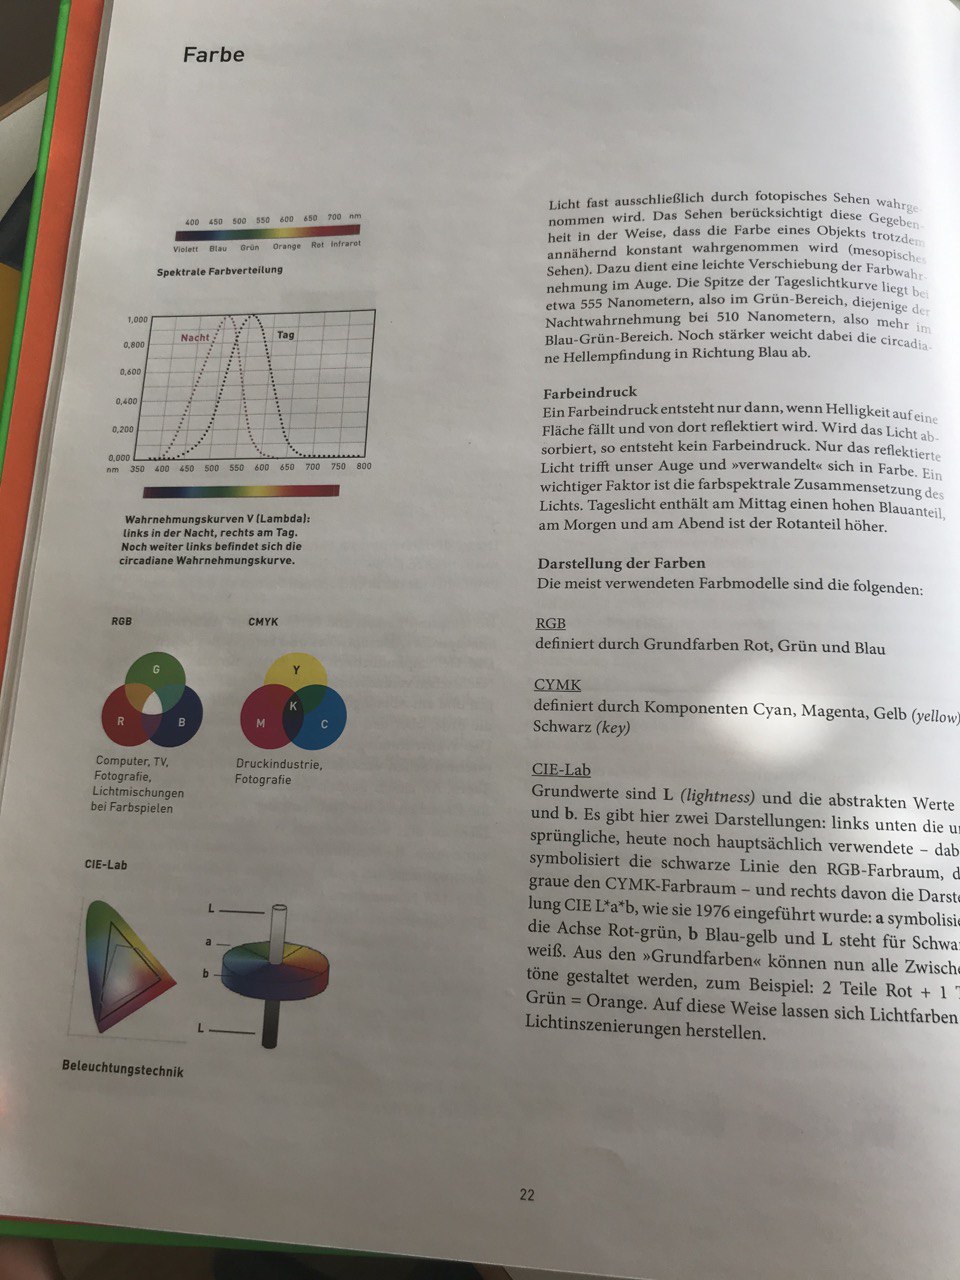 Farbe
400 450 500 550 600 650 700 nm
Violett Blau Grün Orange Rot Infrarot
Spektrale Farbverteilung
1,000
0,800
0,600
0,400
0,200
0,000
Nacht
Tag
nm 350 400 450 500 550 600 650 700 750 800
Wahrnehmungskurven V (Lambda):
links in der Nacht, rechts am Tag.
Noch weiter links befindet sich die
circadiane Wahrnehmungskurve.
RGB
G
R
B
Computer, TV,
Fotografie,
Lichtmischungen
bei Farbspielen
CMYK
Y
K
M
C
Druckindustrie,
Fotografie
CIE-Lab
L
a
b
L
Beleuchtungstechnik
Licht fast ausschließlich durch fotopisches Sehen wahrge-
nommen wird. Das Sehen berücksichtigt diese Gegeben-
heit in der Weise, dass die Farbe eines Objekts trotzdem
annähernd konstant wahrgenommen wird (mesopisches
Sehen). Dazu dient eine leichte Verschiebung der Farbwahr-
nehmung im Auge. Die Spitze der Tageslichtkurve liegt bei
etwa 555 Nanometern, also im Grün-Bereich, diejenige der
Nachtwahrnehmung bei 510 Nanometern, also mehr im
Blau-Grün-Bereich. Noch stärker weicht dabei die circadia-
ne Hellempfindung in Richtung Blau ab.
Farbeindruck
Ein Farbeindruck entsteht nur dann, wenn Helligkeit auf eine
Fläche fällt und von dort reflektiert wird. Wird das Licht ab-
sorbiert, so entsteht kein Farbeindruck. Nur das reflektierte
Licht trifft unser Auge und »verwandelt« sich in Farbe. Ein
wichtiger Faktor ist die farbspektrale Zusammensetzung des
Lichts. Tageslicht enthält am Mittag einen hohen Blauanteil,
am Morgen und am Abend ist der Rotanteil höher.
Darstellung der Farben
Die meist verwendeten Farbmodelle sind die folgenden:
RGB
definiert durch Grundfarben Rot, Grün und Blau
CYMK
definiert durch Komponenten Cyan, Magenta, Gelb (yellow)
Schwarz (key)
CIE-Lab
Grundwerte sind L (lightness) und die abstrakten Werte
und b. Es gibt hier zwei Darstellungen: links unten die
sprüngliche, heute noch hauptsächlich verwendete –
symbolisiert die schwarze Linie den RGB-Farbraum,
graue den CYMK-Farbraum – und rechts davon die
lung CIE L*a*b, wie sie 1976 eingeführt wurde: a
die Achse Rot-grün, b Blau-gelb und L steht für
weiß. Aus den »Grundfarben« können nun alle
töne gestaltet werden, zum Beispiel: 2 Teile Rot + 1
Grün = Orange. Auf diese Weise lassen sich Lichtfarben
Lichtinszenierungen herstellen.
22